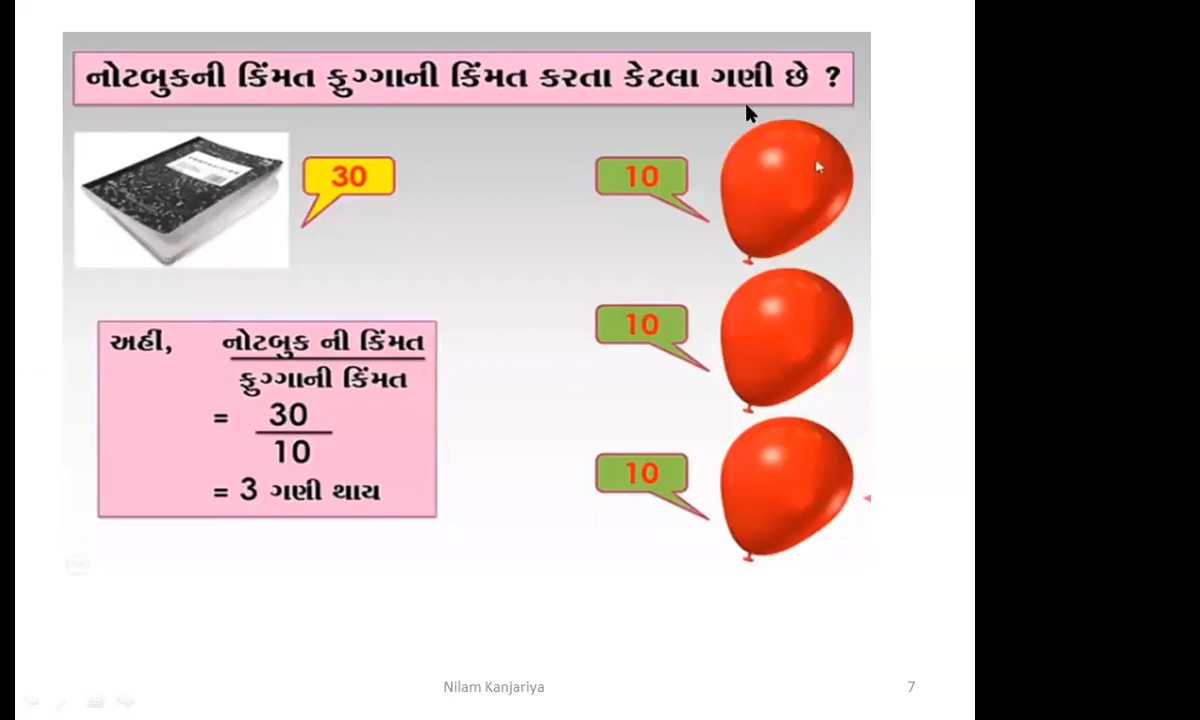 નોટબુકની કિંમત ફુગ્ગાની કિંમત કરતા કેટલા ગણી છે ?
30
10
10
અહીં, નોટબુક ની કિંમત
ફુગ્ગાની કિંમત
= 30
10
= 3 ગણી થાય
10
Nilam Kanjariya
7